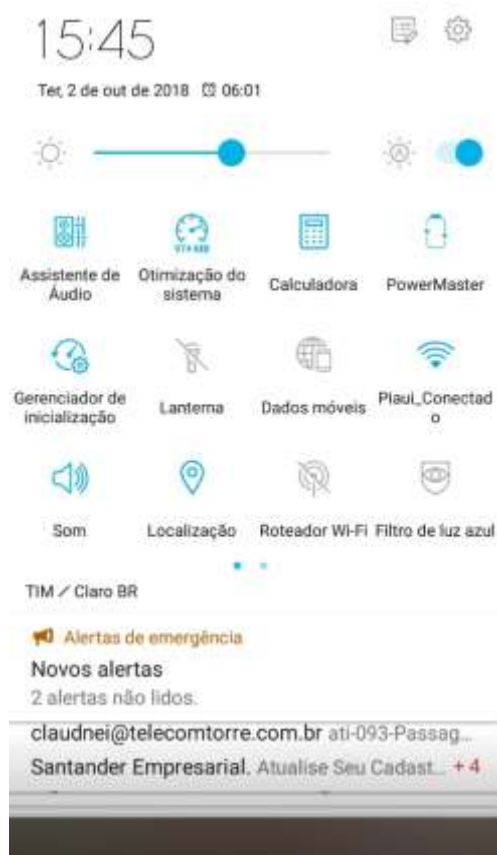 15:45
Ter, 2 de out de 2018 06:01
A
Assistente de Áudio
Otimização do sistema
Calculadora
PowerMaster
Gerenciador de inicialização
Lanterna
Dados móveis
Piaui_Conectado
Som
Localização
Roteador Wi-Fi
Filtro de luz azul
TIM / Claro BR
Alertas de emergência
Novos alertas
2 alertas não lidos.
claudnei@telecomtorre.com.br ati-093-Passag...
Santander Empresarial. Atualise Seu Cadast... + 4